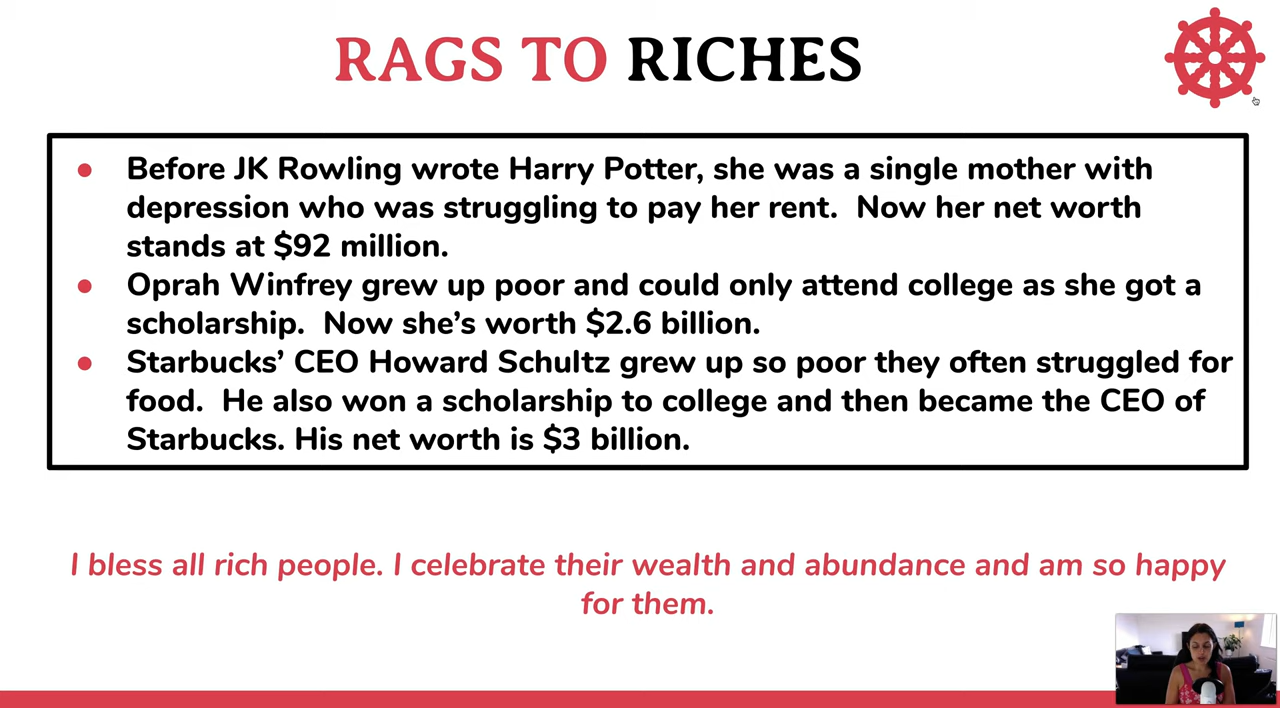 RAGS TO RICHES
• Before JK Rowling wrote Harry Potter, she was a single mother with
depression who was struggling to pay her rent.  Now her net worth
stands at $92 million.
• Oprah Winfrey grew up poor and could only attend college as she got a
scholarship.  Now she’s worth $2.6 billion.
• Starbucks’ CEO Howard Schultz grew up so poor they often struggled for
food.  He also won a scholarship to college and then became the CEO of
Starbucks. His net worth is $3 billion.
I bless all rich people. I celebrate their wealth and abundance and am so happy
for them.